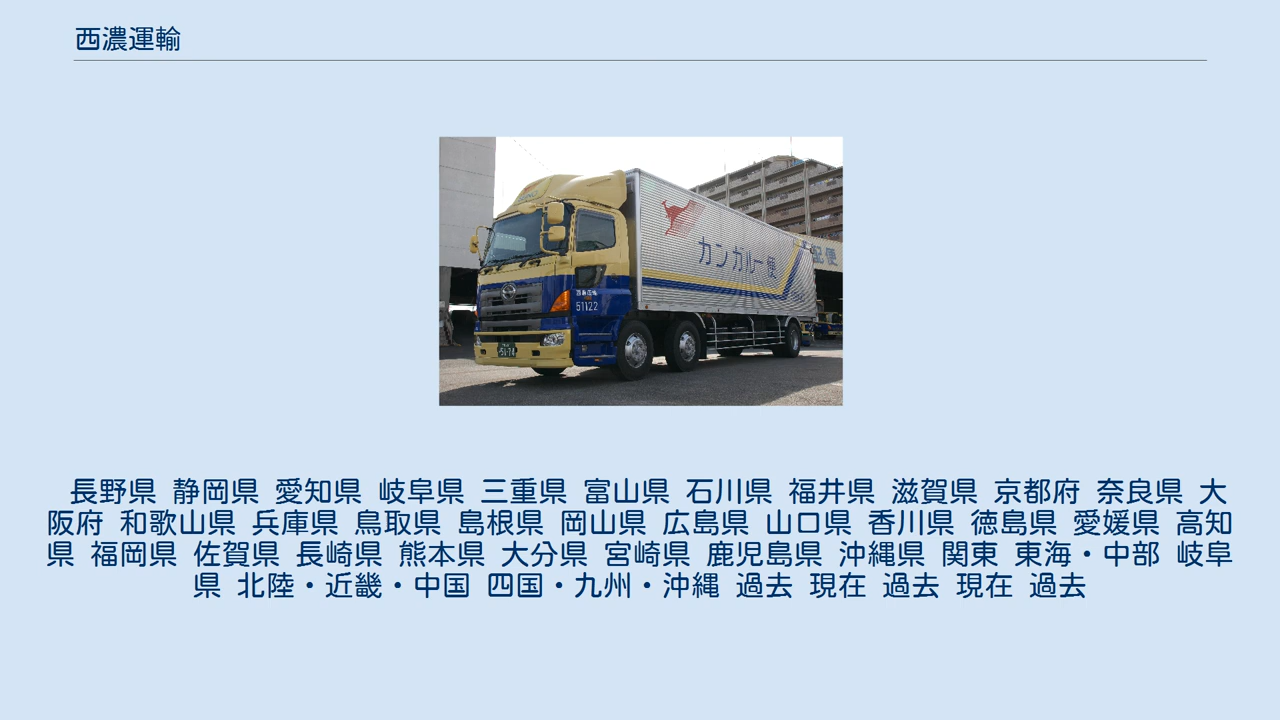 西濃運輸
カンガルー便
配便
51122
51-74
長野県 静岡県 愛知県 岐阜県 三重県 富山県 石川県 福井県 滋賀県 京都府 奈良県 大
阪府 和歌山県 兵庫県 鳥取県 島根県 岡山県 広島県 山口県 香川県 徳島県 愛媛県 高知
県 福岡県 佐賀県 長崎県 熊本県 大分県 宮崎県 鹿児島県 沖縄県 関東 東海・中部 岐阜
県 北陸・近畿・中国 四国・九州・沖縄 過去 現在 過去 現在 過去